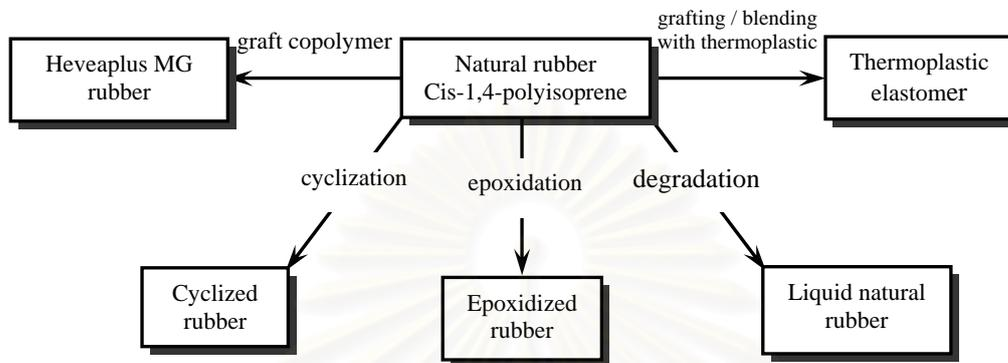 grafting / blending
with thermoplastic
graft copolymer
Heveaplus MG
rubber
Natural rubber
Cis-1,4-polyisoprene
Thermoplastic
elastomer
cyclization
epoxidation
degradation
Cyclized
rubber
Epoxidized
rubber
Liquid natural
rubber